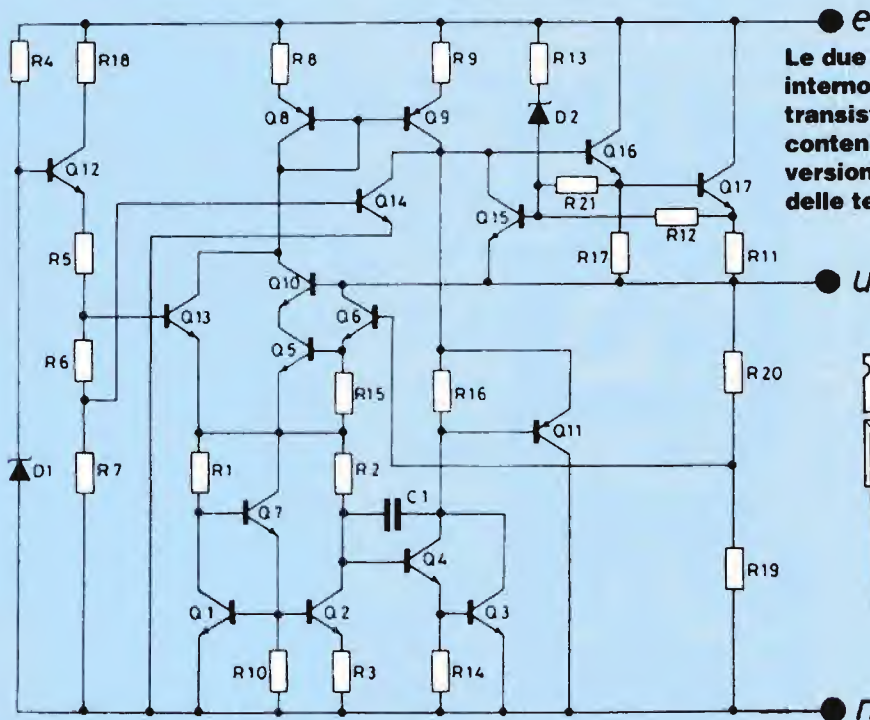 e
Le due
interno
transis
conten
version
delle te
R4
R18
R8
R9
R13
D2
Q8
Q9
Q12
Q14
Q16
Q17
Q15
R21
R12
R5
R17
R11
u
Q10
Q13
Q6
Q5
R6
R20
R15
R16
Q11
D1
R7
R1
R2
C1
Q7
Q4
R19
Q1
Q2
Q3
R10
R3
R14